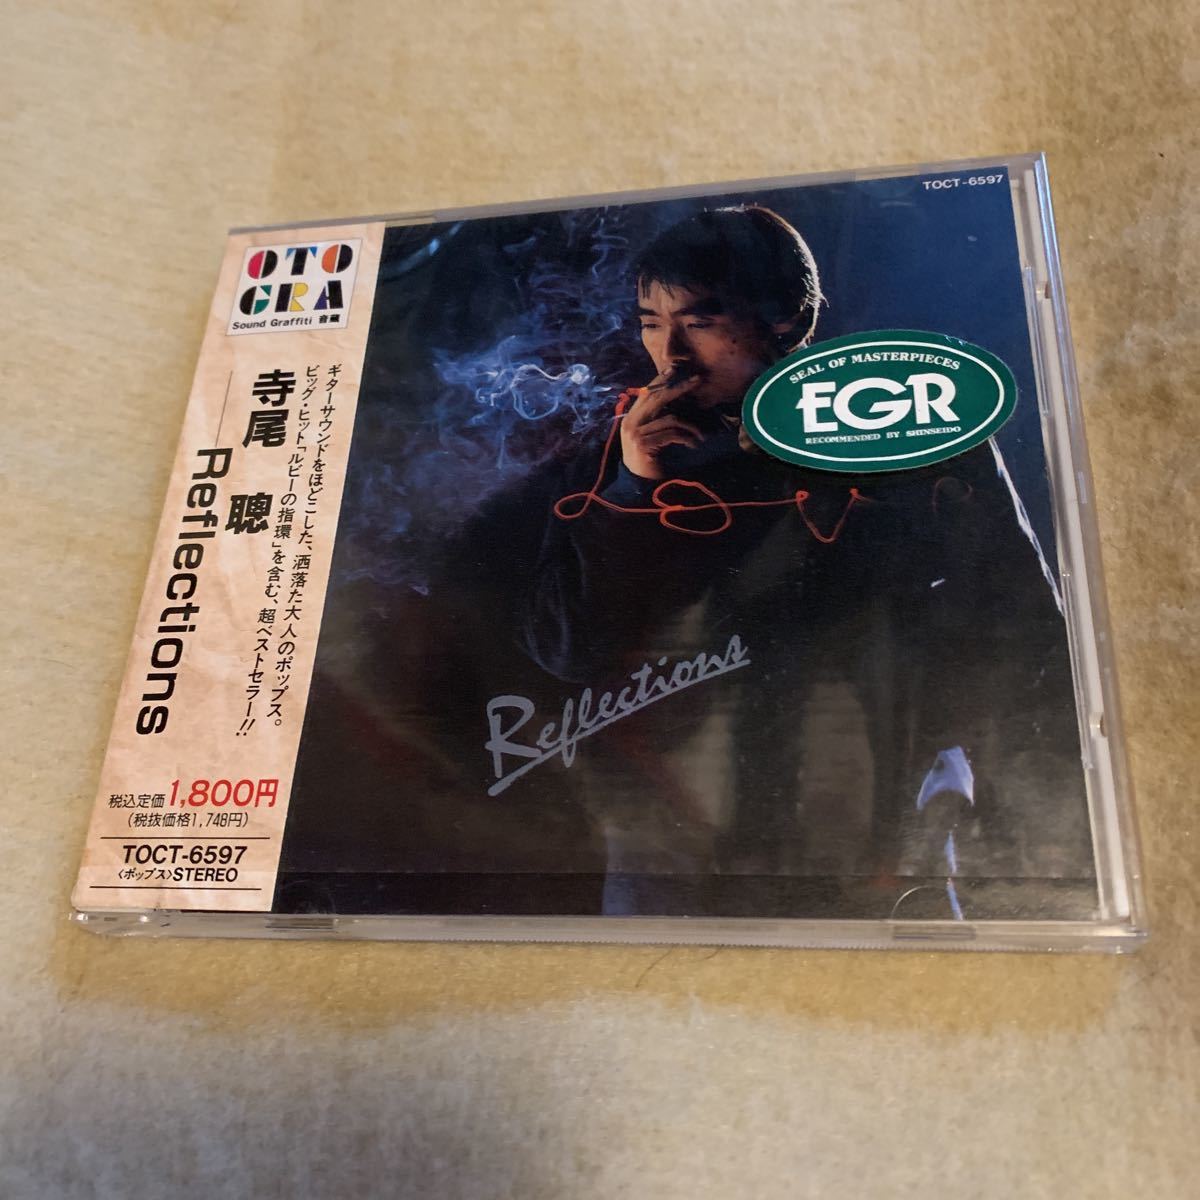 OTO
GRA
Sound Graffiti 音蔵
寺尾 聰
Reflections
ギターサウンドをほどこした、洒落た大人のポップス。
ビッグ・ヒット「ルビーの指環」を含む、超ベストセラー!!
税込定価1,800円
(税抜価格1,748円)
TOCT-6597
〈ポップス〉STEREO
TOCT-6597
SEAL OF MASTERPIECES
EGR
RECOMMENDED BY SHINSEIDO
Love
Reflections